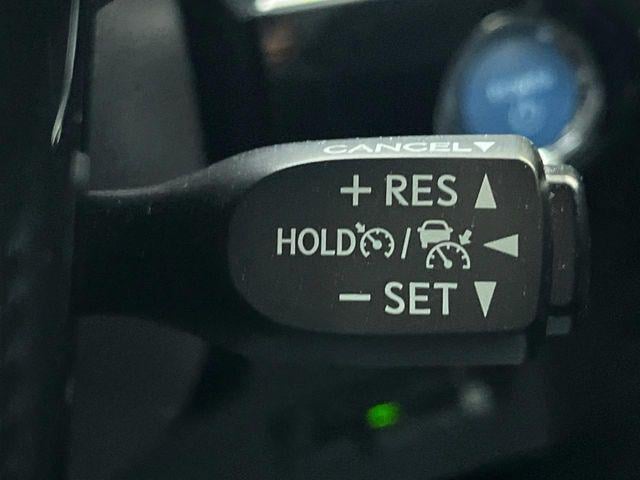 CANCEL▼
+ RES ▲
HOLD / ◀
- SET ▼